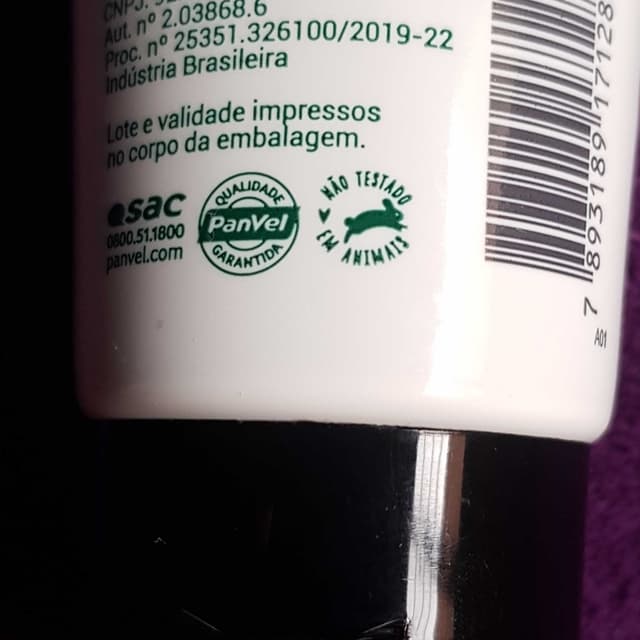 Aut. nº 2.03868.6
Proc. nº 25351.326100/2019-22
Indústria Brasileira
Lote e validade impressos
no corpo da embalagem.
sac
0800.51.1800
panvel.com
QUALIDADE
PanVel
GARANTIDA
NÃO TESTADO
EM ANIMAIS
7 893189 17128
A01